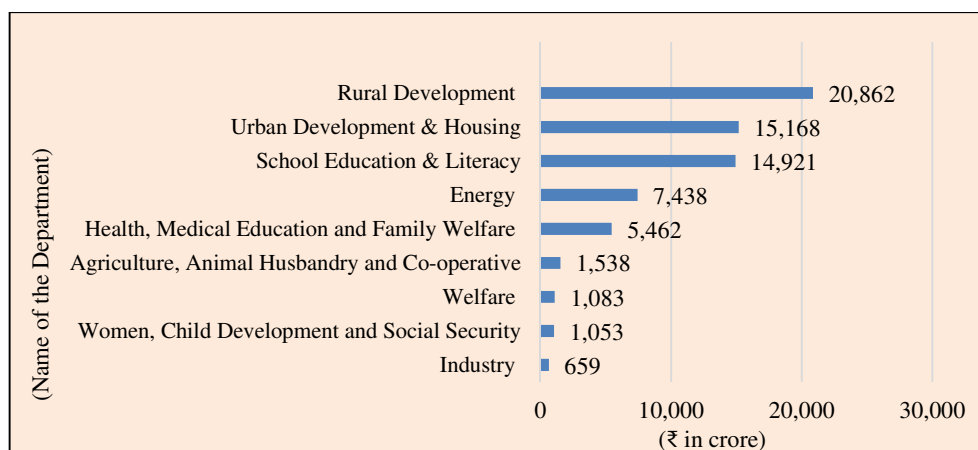 (Name of the Department)
Rural Development 20,862
Urban Development & Housing 15,168
School Education & Literacy 14,921
Energy 7,438
Health, Medical Education and Family Welfare 5,462
Agriculture, Animal Husbandry and Co-operative 1,538
Welfare 1,083
Women, Child Development and Social Security 1,053
Industry 659
0 10,000 20,000 30,000
(₹ in crore)